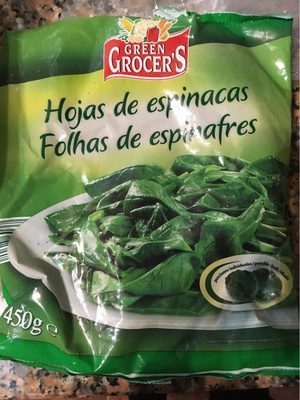 GREEN
GROCER'S
Hojas de espinacas
Folhas de espinafres
450g e